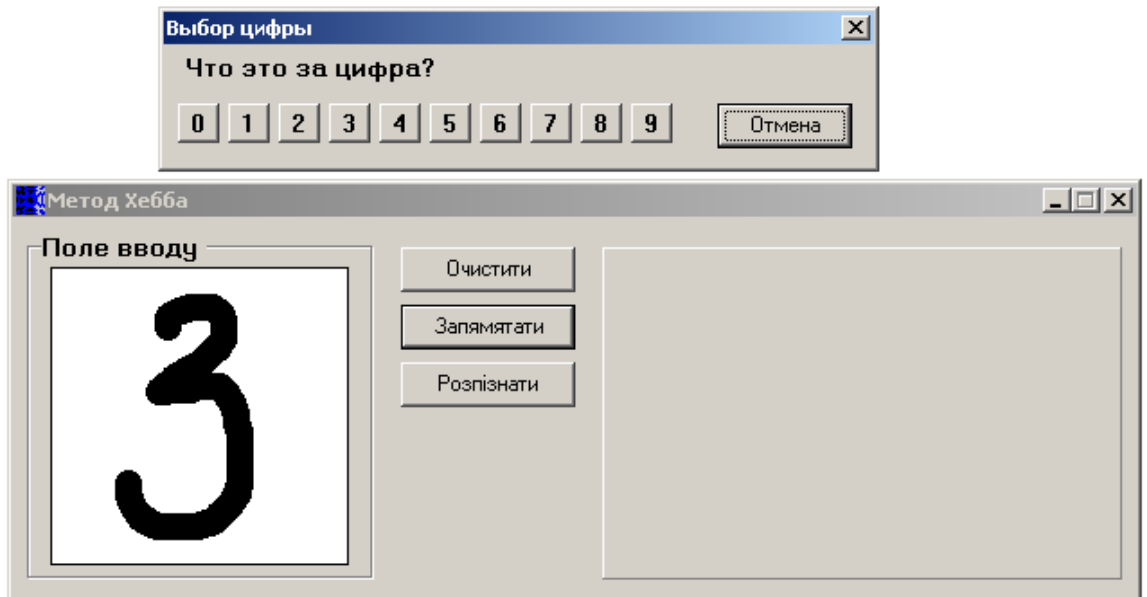 Выбор цифры
Что это за цифра?
0 1 2 3 4 5 6 7 8 9 Отмена
Метод Хебба
Поле вводу
Очистити
Запямятати
Розпізнати
3